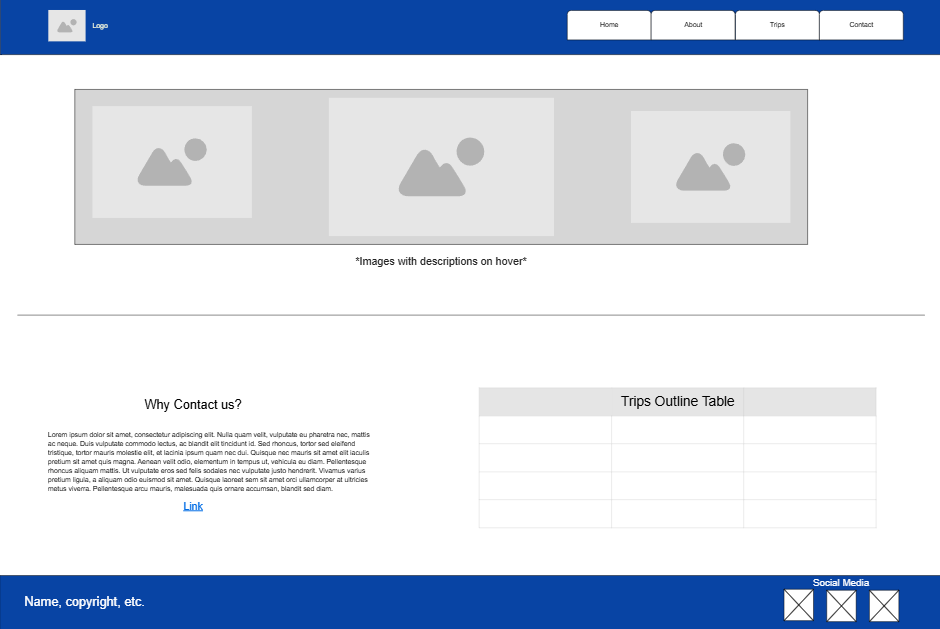 Logo
Home
About
Trips
Contact
*Images with descriptions on hover*
Why Contact us?
Lorem ipsum dolor sit amet, consectetur adipiscing elit. Nulla quam velit, vulputate eu pharetra nec, mattis
ac neque. Duis vulputate commodo lectus, ac blandit elit tincidunt id. Sed rhoncus, tortor sed eleifend
tristique, tortor mauris molestie elit, et lacinia ipsum quam nec dui. Quisque nec mauris sit amet elit iaculis
pretium sit amet quis magna. Aenean velit odio, elementum in tempus ut, vehicula eu diam. Pellentesque
rhoncus aliquam mattis. Ut vulputate eros sed felis sodales nec vulputate justo hendrerit. Vivamus varius
pretium ligula, a aliquam odio euismod sit amet. Quisque laoreet sem sit amet orci ullamcorper at ultricies
metus viverra. Pellentesque arcu mauris, malesuada quis ornare accumsan, blandit sed diam.
Link
Trips Outline Table
Name, copyright, etc.
Social Media